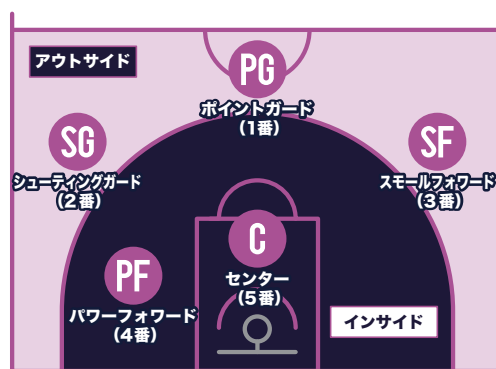 アウトサイド
PG
ポイントガード
（1番）
SG
シューティングガード
（2番）
SF
スモールフォワード
（3番）
C
センター
（5番）
PF
パワーフォワード
（4番）
インサイド